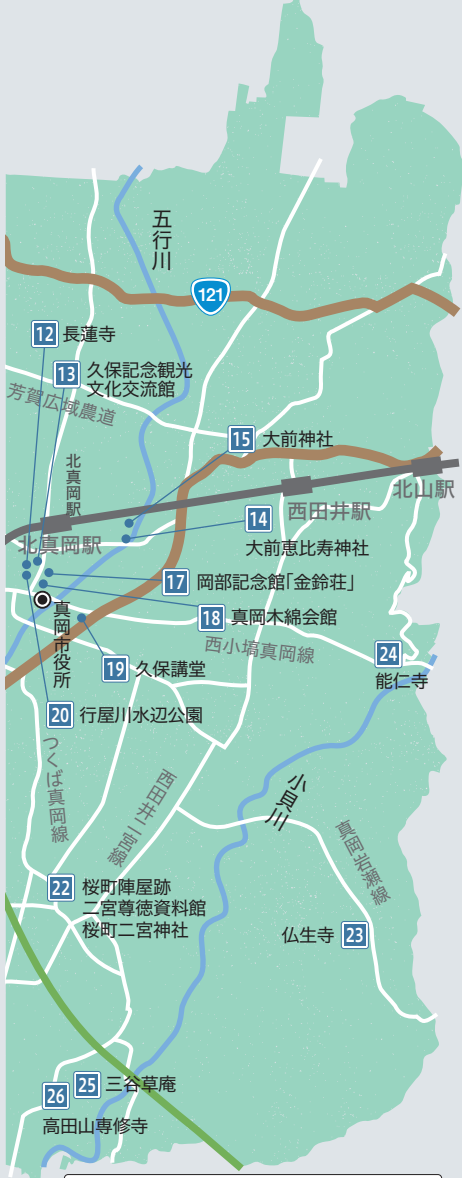 五行川
121
12 長蓮寺
13 久保記念観光
文化交流館
芳賀広域農道
15 大前神社
北真岡駅
北山駅
西田井駅
14
大前恵比寿神社
北真岡駅
17 岡部記念館「金鈴荘」
18 真岡木綿会館
真岡市役所
西小塙真岡線
24
能仁寺
19 久保講堂
20 行屋川水辺公園
つくば真岡線
西田井二宮線
小貝川
真岡岩瀬線
22 桜町陣屋跡
二宮尊徳資料館
桜町二宮神社
仏生寺 23
25 三谷草庵
26
高田山専修寺